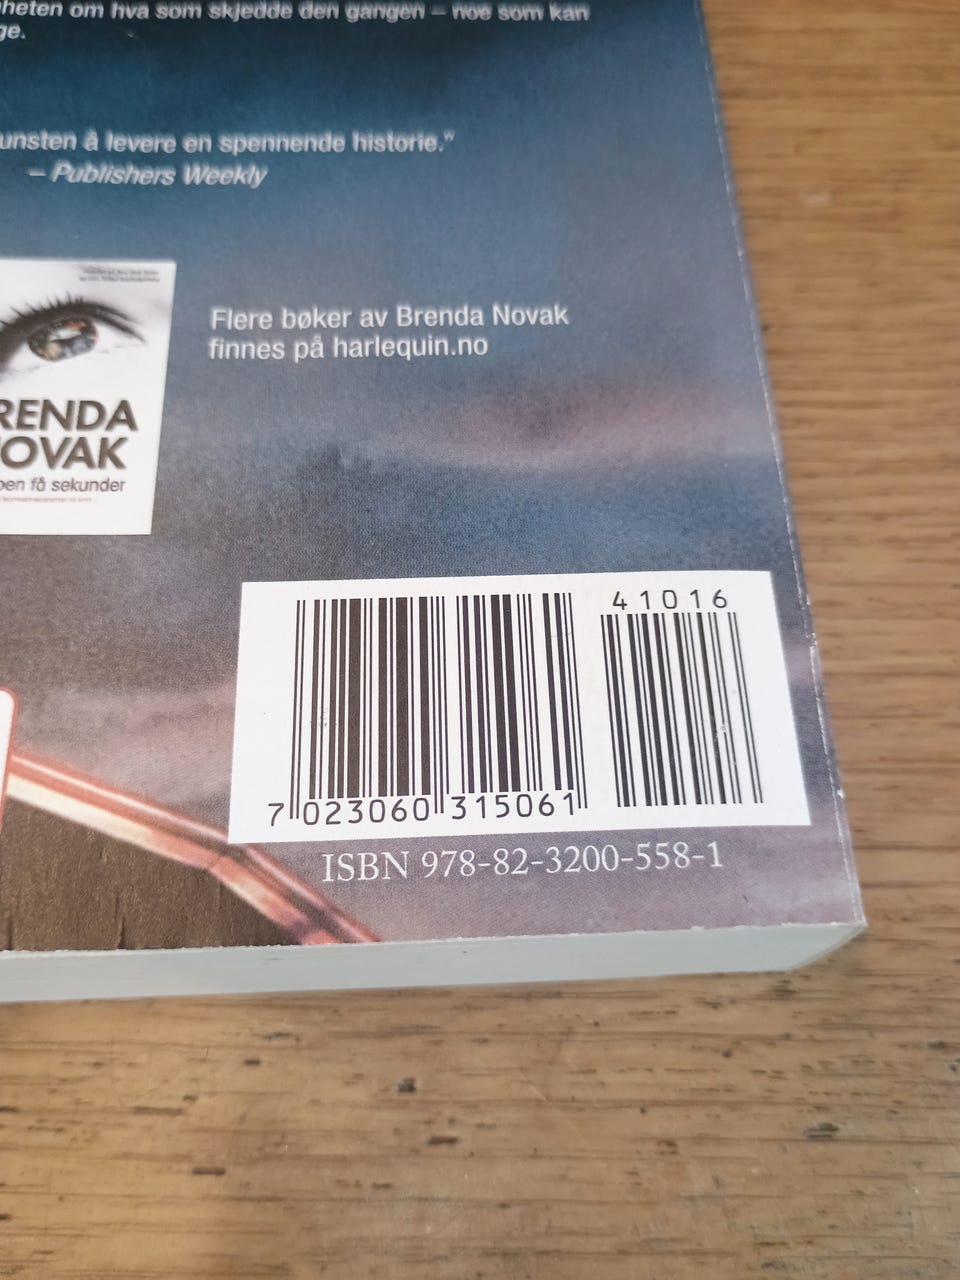 heten om hva som skjedde den gangen – noe som kan
ge.
unsten å levere en spennende historie."
– Publishers Weekly
RENDA
OVAK
en få sekunder
Flere bøker av Brenda Novak
finnes på harlequin.no
41016
7 023060 315061
ISBN 978-82-3200-558-1